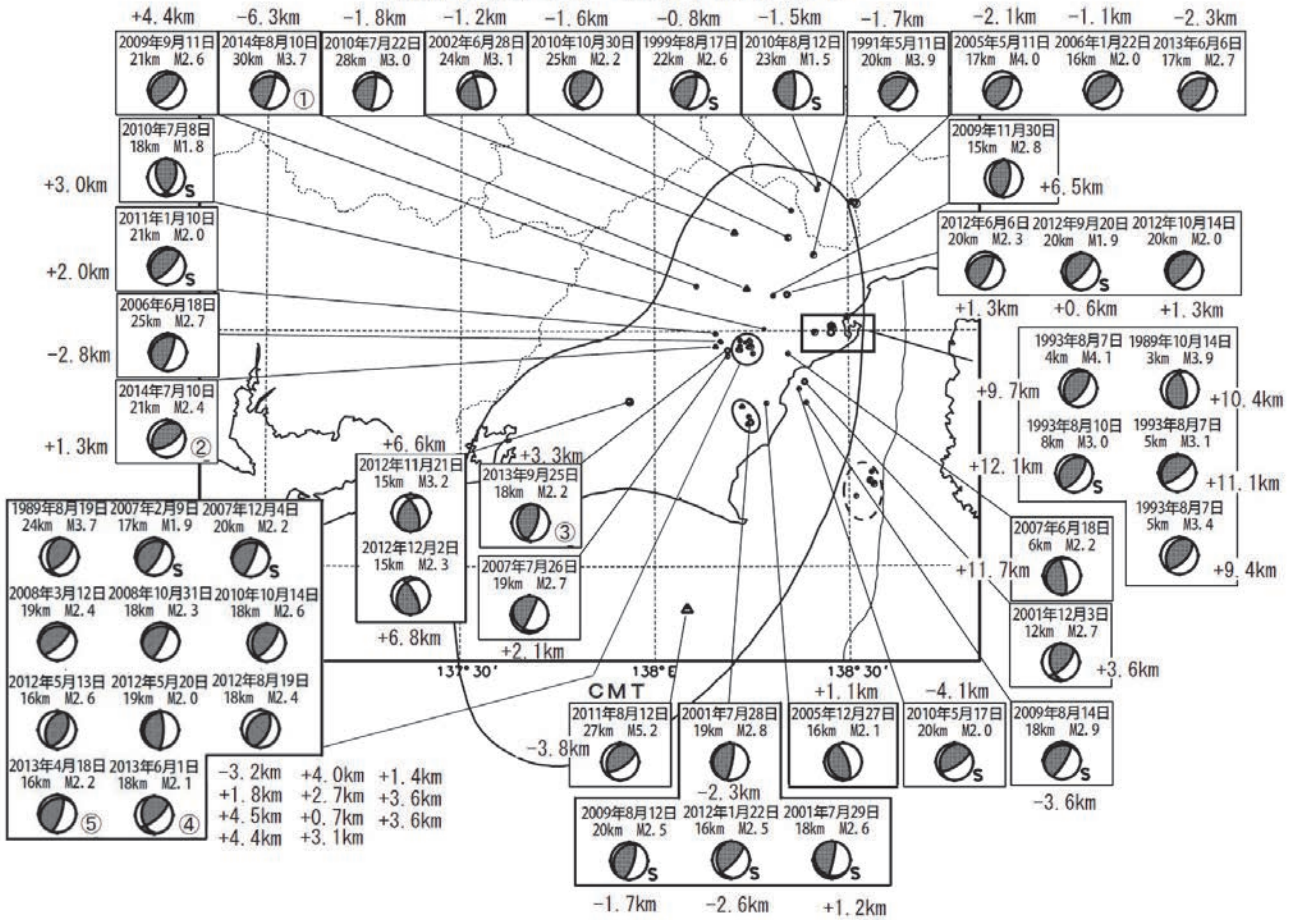 +4.4km -6.3km -1.8km -1.2km -1.6km -0.8km -1.5km -1.7km -2.1km -1.1km -2.3km
2009年9月11日 2014年8月10日 2010年7月22日 2002年6月28日 2010年10月30日 1999年8月17日 2010年8月12日 1991年5月11日 2005年5月11日 2006年1月22日 2013年6月6日
21km M2.6 30km M3.7 28km M3.0 24km M3.1 25km M2.2 22km M2.6 23km M1.5 20km M3.9 17km M4.0 16km M2.0 17km M2.7
① S S
2010年7月8日
18km M1.8
S
+3.0km
2009年11月30日
15km M2.8
+6.5km
2011年1月10日
21km M2.0
S
+2.0km
2012年6月6日 2012年9月20日 2012年10月14日
20km M2.3 20km M1.9 20km M2.0
S
+1.3km +0.6km +1.3km
2006年6月18日
25km M2.7
-2.8km
1993年8月7日 1989年10月14日
4km M4.1 3km M3.9
+9.7km +10.4km
2014年7月10日
21km M2.4
②
+1.3km
1993年8月10日 1993年8月7日
8km M3.0 5km M3.1
S
+12.1km +11.1km
1993年8月7日
5km M3.4
+9.4km
+6.6km
2012年11月21日
15km M3.2
2012年12月2日
15km M2.3
+6.8km
+3.3km
2013年9月25日
18km M2.2
③
2007年7月26日
19km M2.7
+2.1km
2007年6月18日
6km M2.2
+11.7km
2001年12月3日
12km M2.7
+3.6km
1989年8月19日 2007年2月9日 2007年12月4日
24km M3.7 17km M1.9 20km M2.2
S S
2008年3月12日 2008年10月31日 2010年10月14日
19km M2.4 18km M2.3 18km M2.6
2012年5月13日 2012年5月20日 2012年8月19日
16km M2.6 19km M2.0 18km M2.4
2013年4月18日 2013年6月1日
16km M2.2 18km M2.1
⑤ ④
-3.2km +4.0km +1.4km
+1.8km +2.7km +3.6km
+4.5km +0.7km +3.6km
+4.4km +3.1km
137°30' 138°E 138°30'
CMT
+1.1km -4.1km
2011年8月12日 2001年7月28日 2005年12月27日 2010年5月17日 2009年8月14日
27km M5.2 19km M2.8 16km M2.1 20km M2.0 18km M2.9
S S
-3.8km -2.3km -3.6km
2009年8月12日 2012年1月22日 2001年7月29日
20km M2.5 16km M2.5 18km M2.6
S S S
-1.7km -2.6km +1.2km